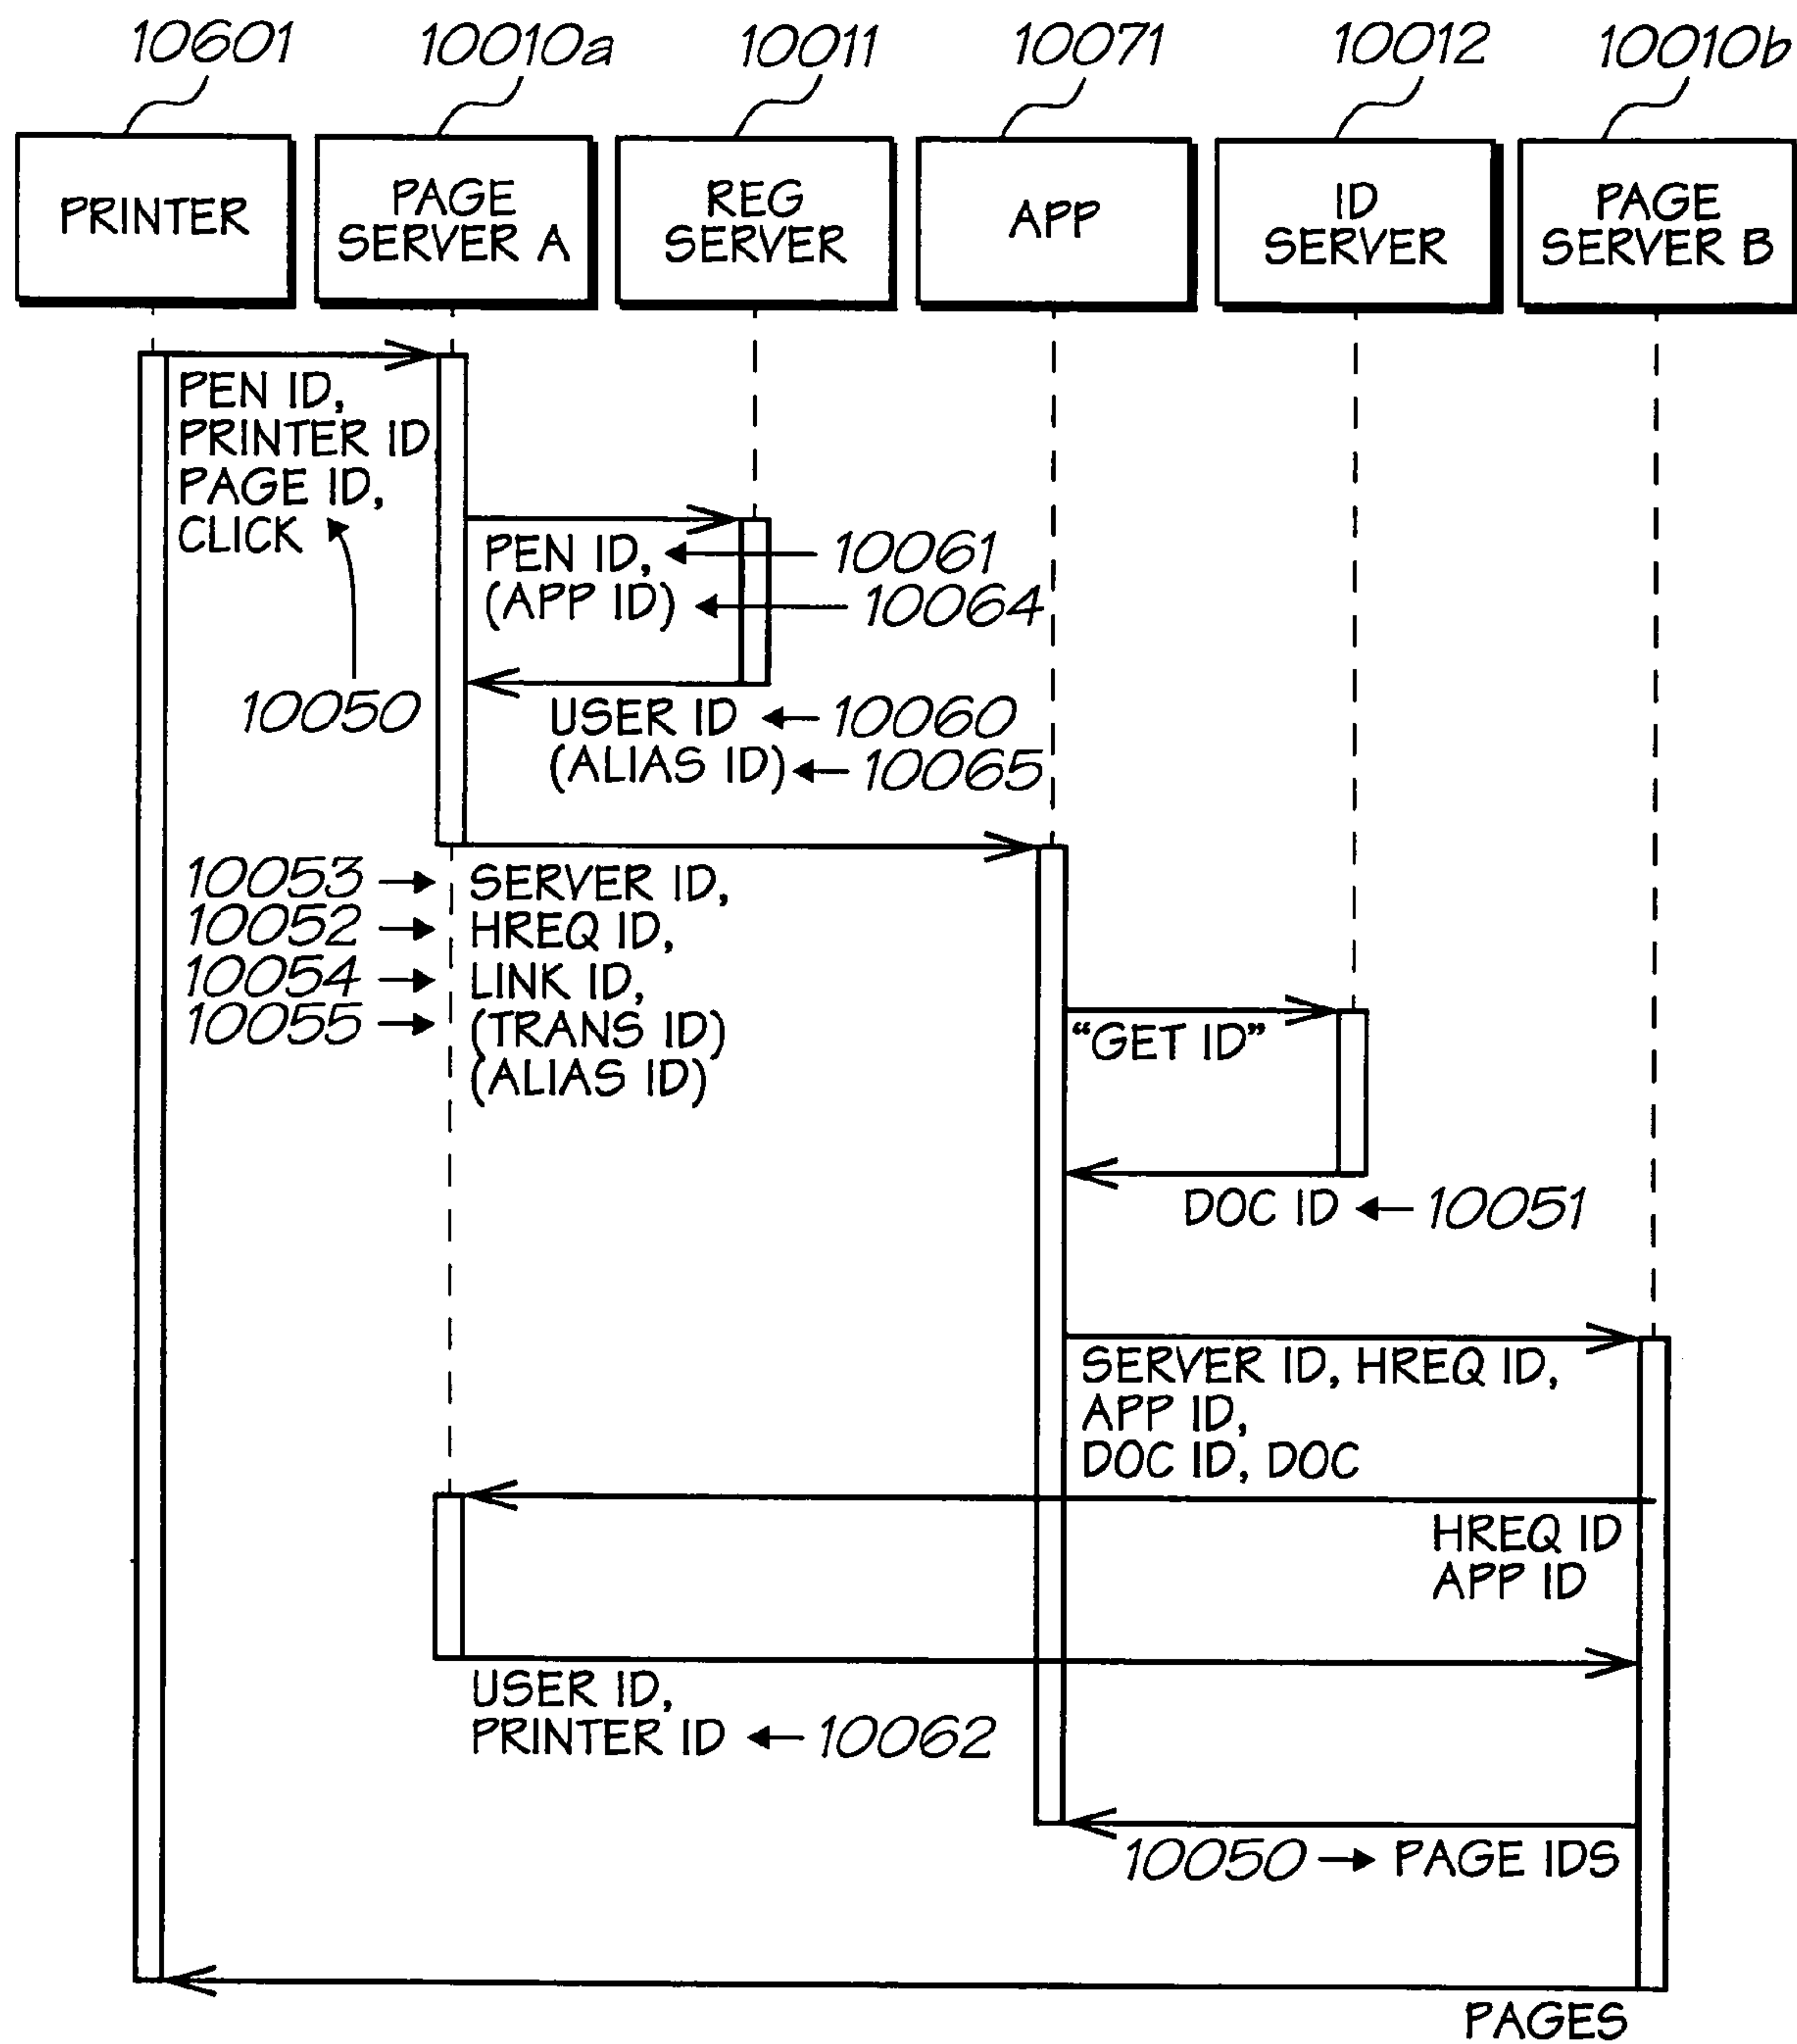 10601
10010a
10011
10071
10012
10010b
PRINTER
PAGE
SERVER A
REG
SERVER
APP
ID
SERVER
PAGE
SERVER B
PEN ID,
PRINTER ID
PAGE ID,
CLICK
10050
PEN ID,
10061
(APP ID)
10064
USER ID
10060
(ALIAS ID)
10065
10053
SERVER ID,
10052
HREQ ID,
10054
LINK ID,
10055
(TRANS ID)
(ALIAS ID)
“GET ID”
DOC ID
10051
SERVER ID, HREQ ID,
APP ID,
DOC ID, DOC
HREQ ID
APP ID
USER ID,
PRINTER ID
10062
10050
PAGE IDS
PAGES